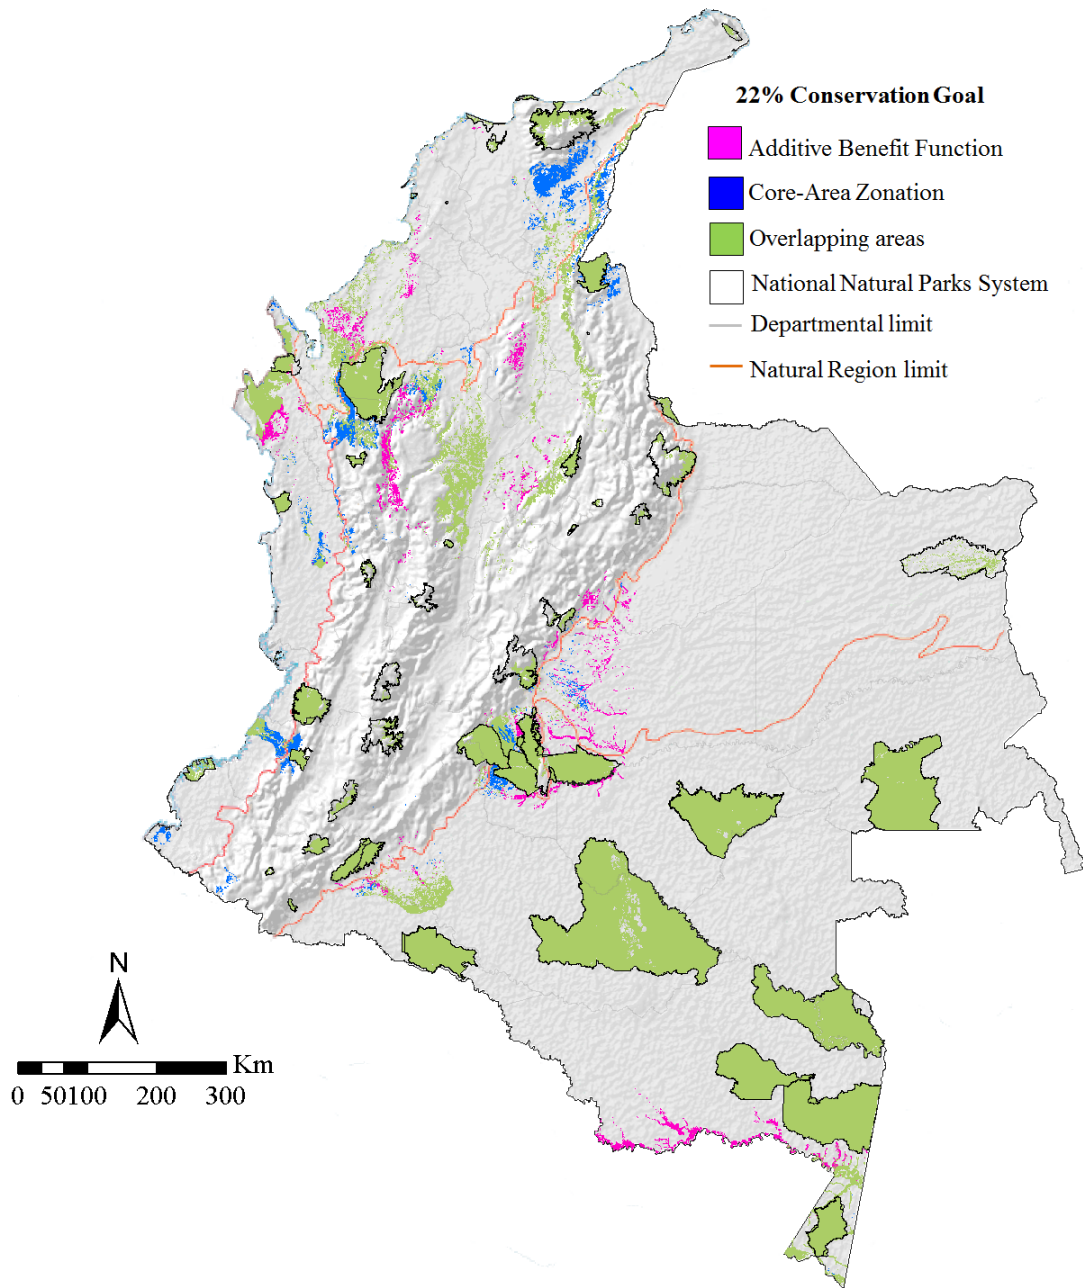 22% Conservation Goal
Additive Benefit Function
Core-Area Zonation
Overlapping areas
National Natural Parks System
Departmental limit
Natural Region limit
N
Km
0 50100 200 300